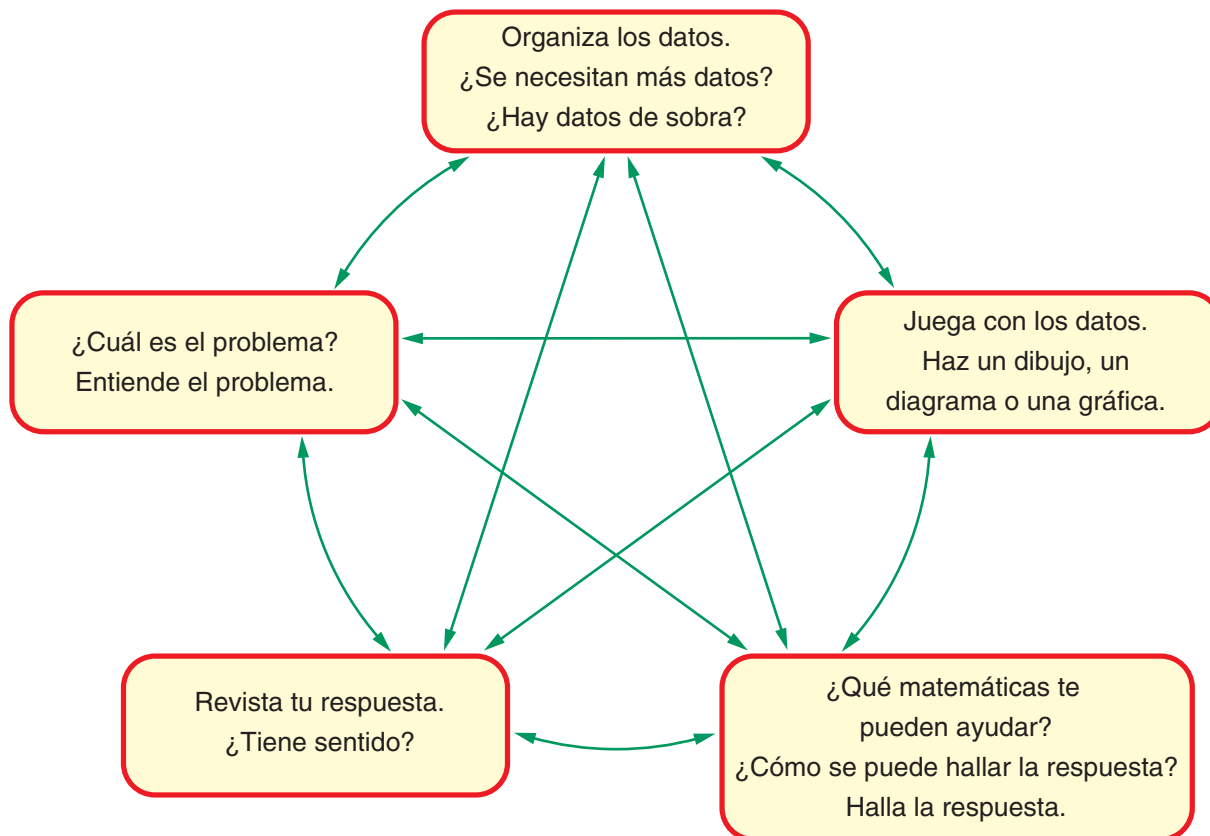 Organiza los datos.
¿Se necesitan más datos?
¿Hay datos de sobra?
¿Cuál es el problema?
Entiende el problema.
Juega con los datos.
Haz un dibujo, un
diagrama o una gráfica.
Revista tu respuesta.
¿Tiene sentido?
¿Qué matemáticas te
pueden ayudar?
¿Cómo se puede hallar la respuesta?
Halla la respuesta.